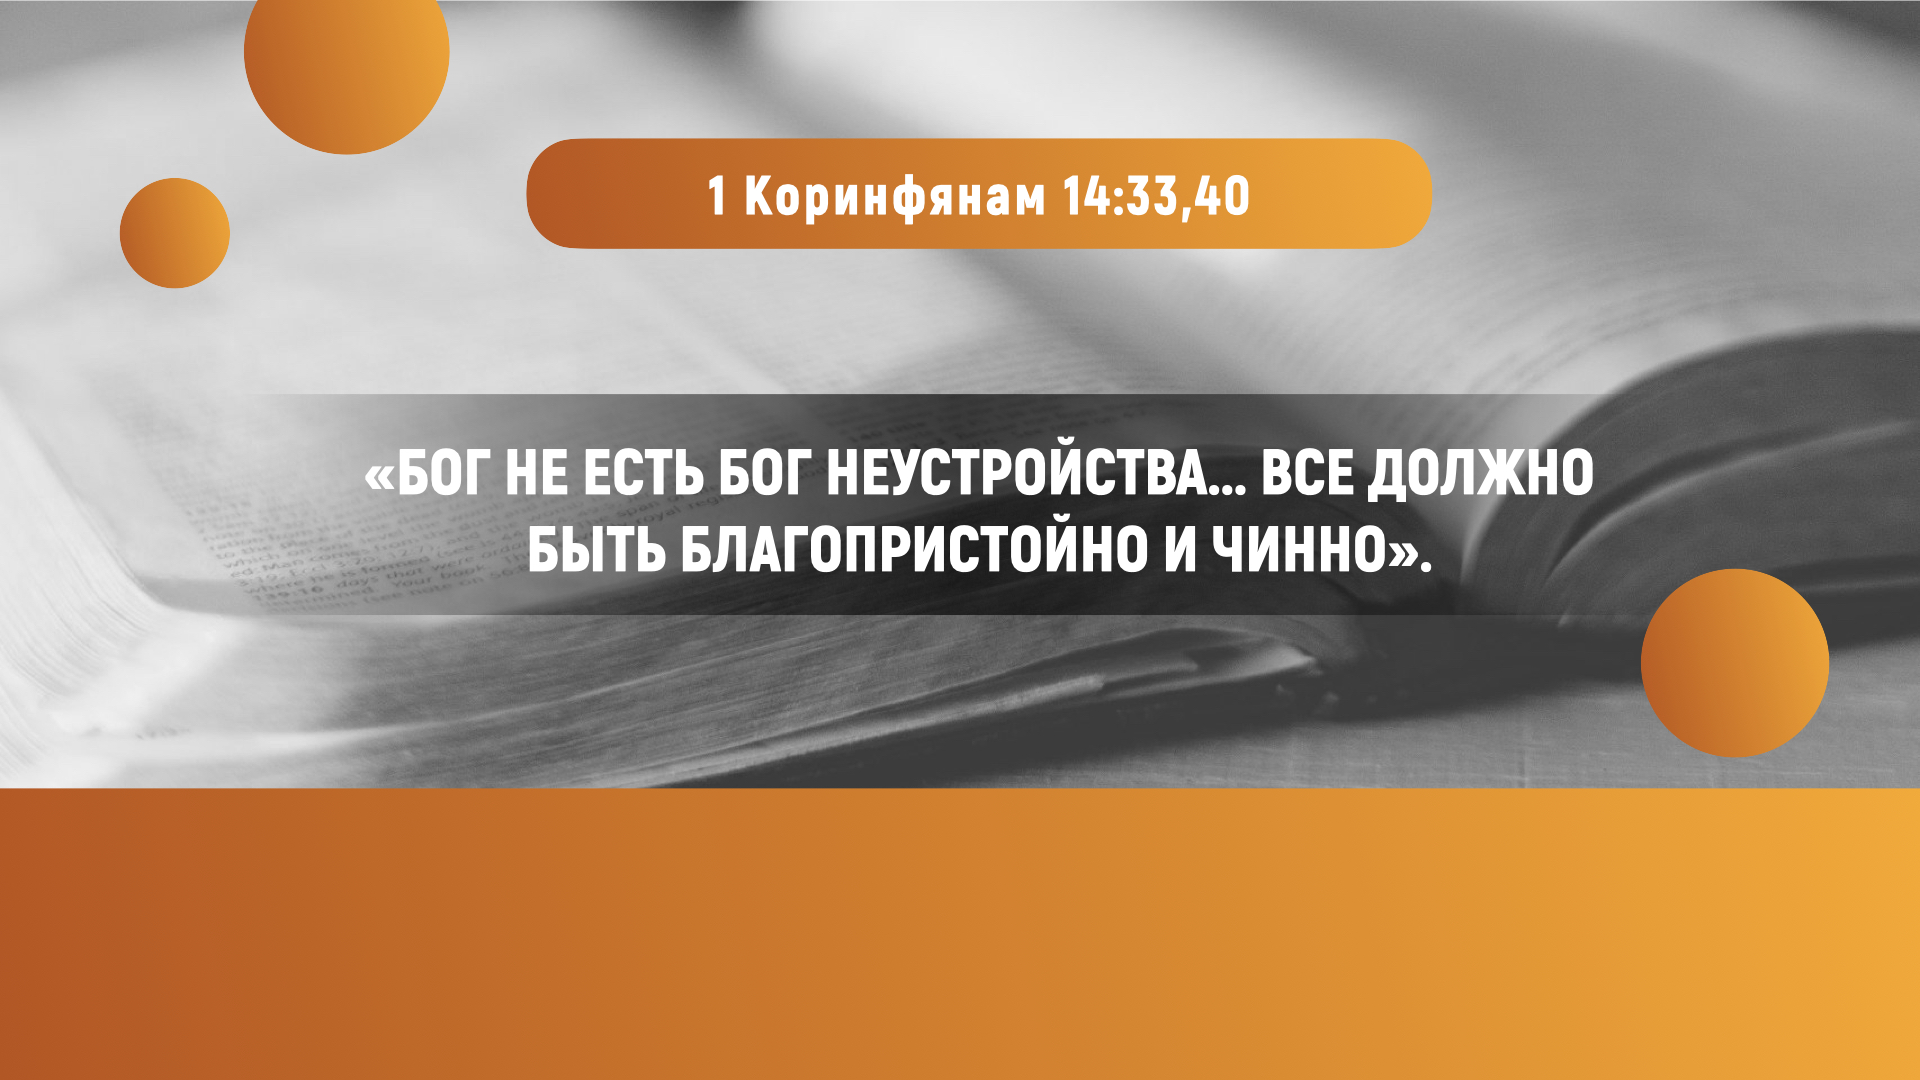 1 Коринфянам 14:33,40
«БОГ НЕ ЕСТЬ БОГ НЕУСТРОЙСТВА... ВСЕ ДОЛЖНО
БЫТЬ БЛАГОПРИСТОЙНО И ЧИННО».